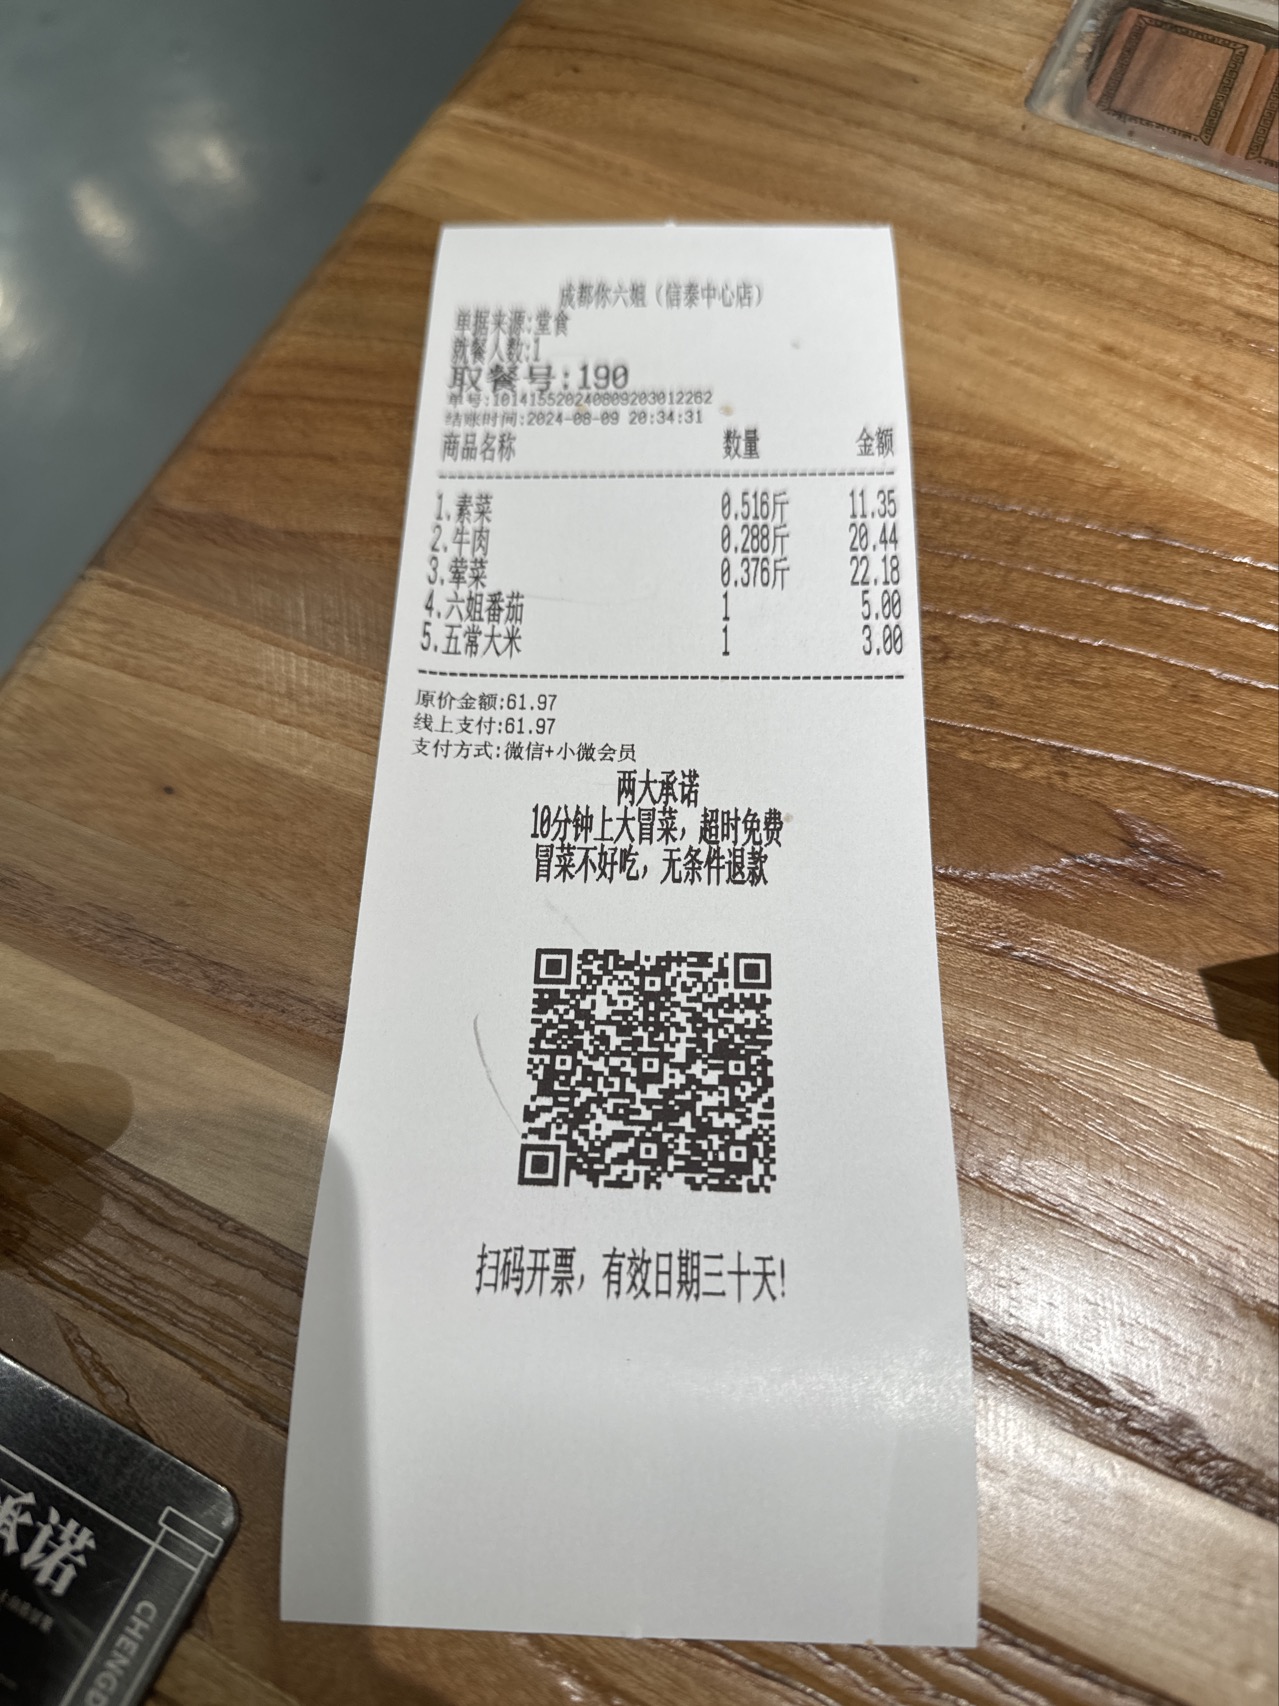 成都你六姐（信泰中心店）
单据来源:堂食
就餐人数:1
取餐号:190
单号:1014155202408092030122​62
结账时间:2024-08-09 20:34:31
商品名称 数量 金额
1.素菜 0.516斤 11.35
2.牛肉 0.288斤 20.44
3.荤菜 0.376斤 22.18
4.六姐番茄 1 5.00
5.五常大米 1 3.00
原价金额:61.97
线上支付:61.97
支付方式:微信+小微会员
两大承诺
10分钟上大冒菜，超时免费
冒菜不好吃，无条件退款
扫码开票，有效日期三十天!
承诺
CHENGD